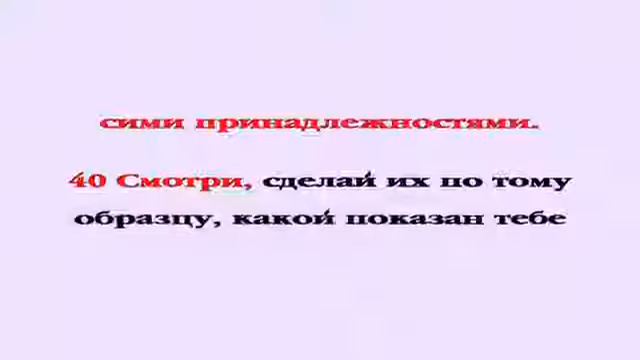 сими принадлежностями.
40 Смотри, сделай их по тому
образцу, какой показан тебе